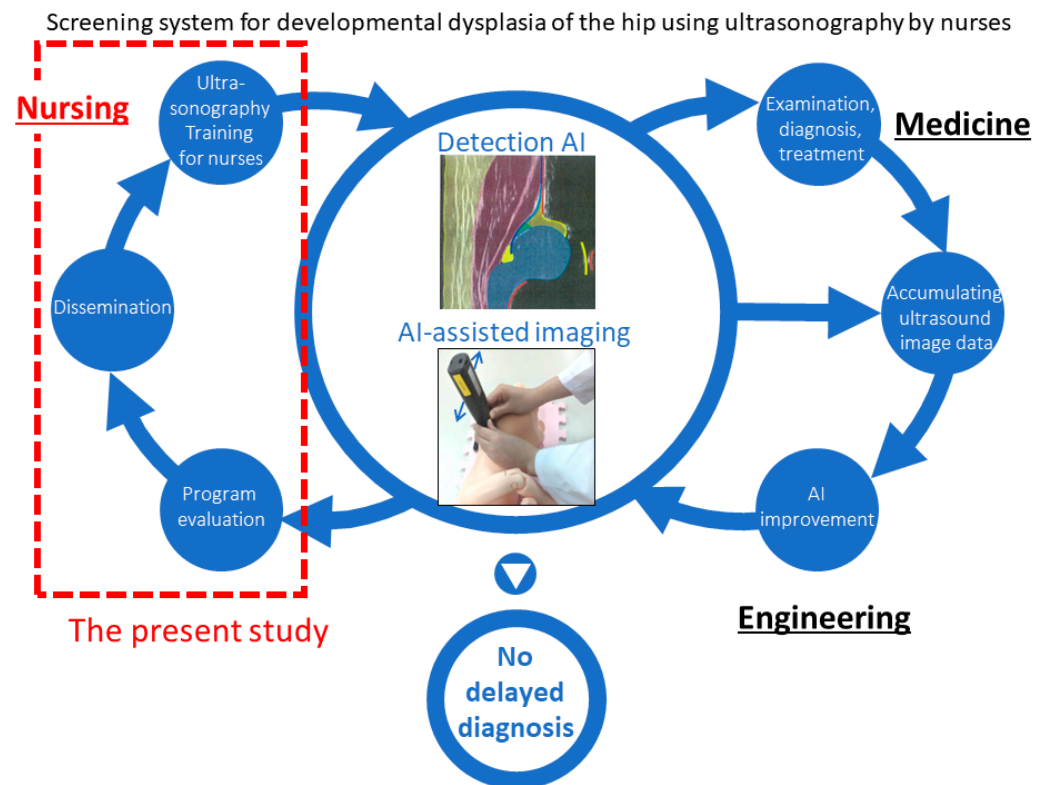 Screening system for developmental dysplasia of the hip using ultrasonography by nurses
Nursing
Ultra-
sonography
Training
for nurses
Dissemination
Program
evaluation
The present study
Detection AI
AI-assisted imaging
Examination,
diagnosis,
treatment
Medicine
Accumulating
ultrasound
image data
AI
improvement
Engineering
No
delayed
diagnosis